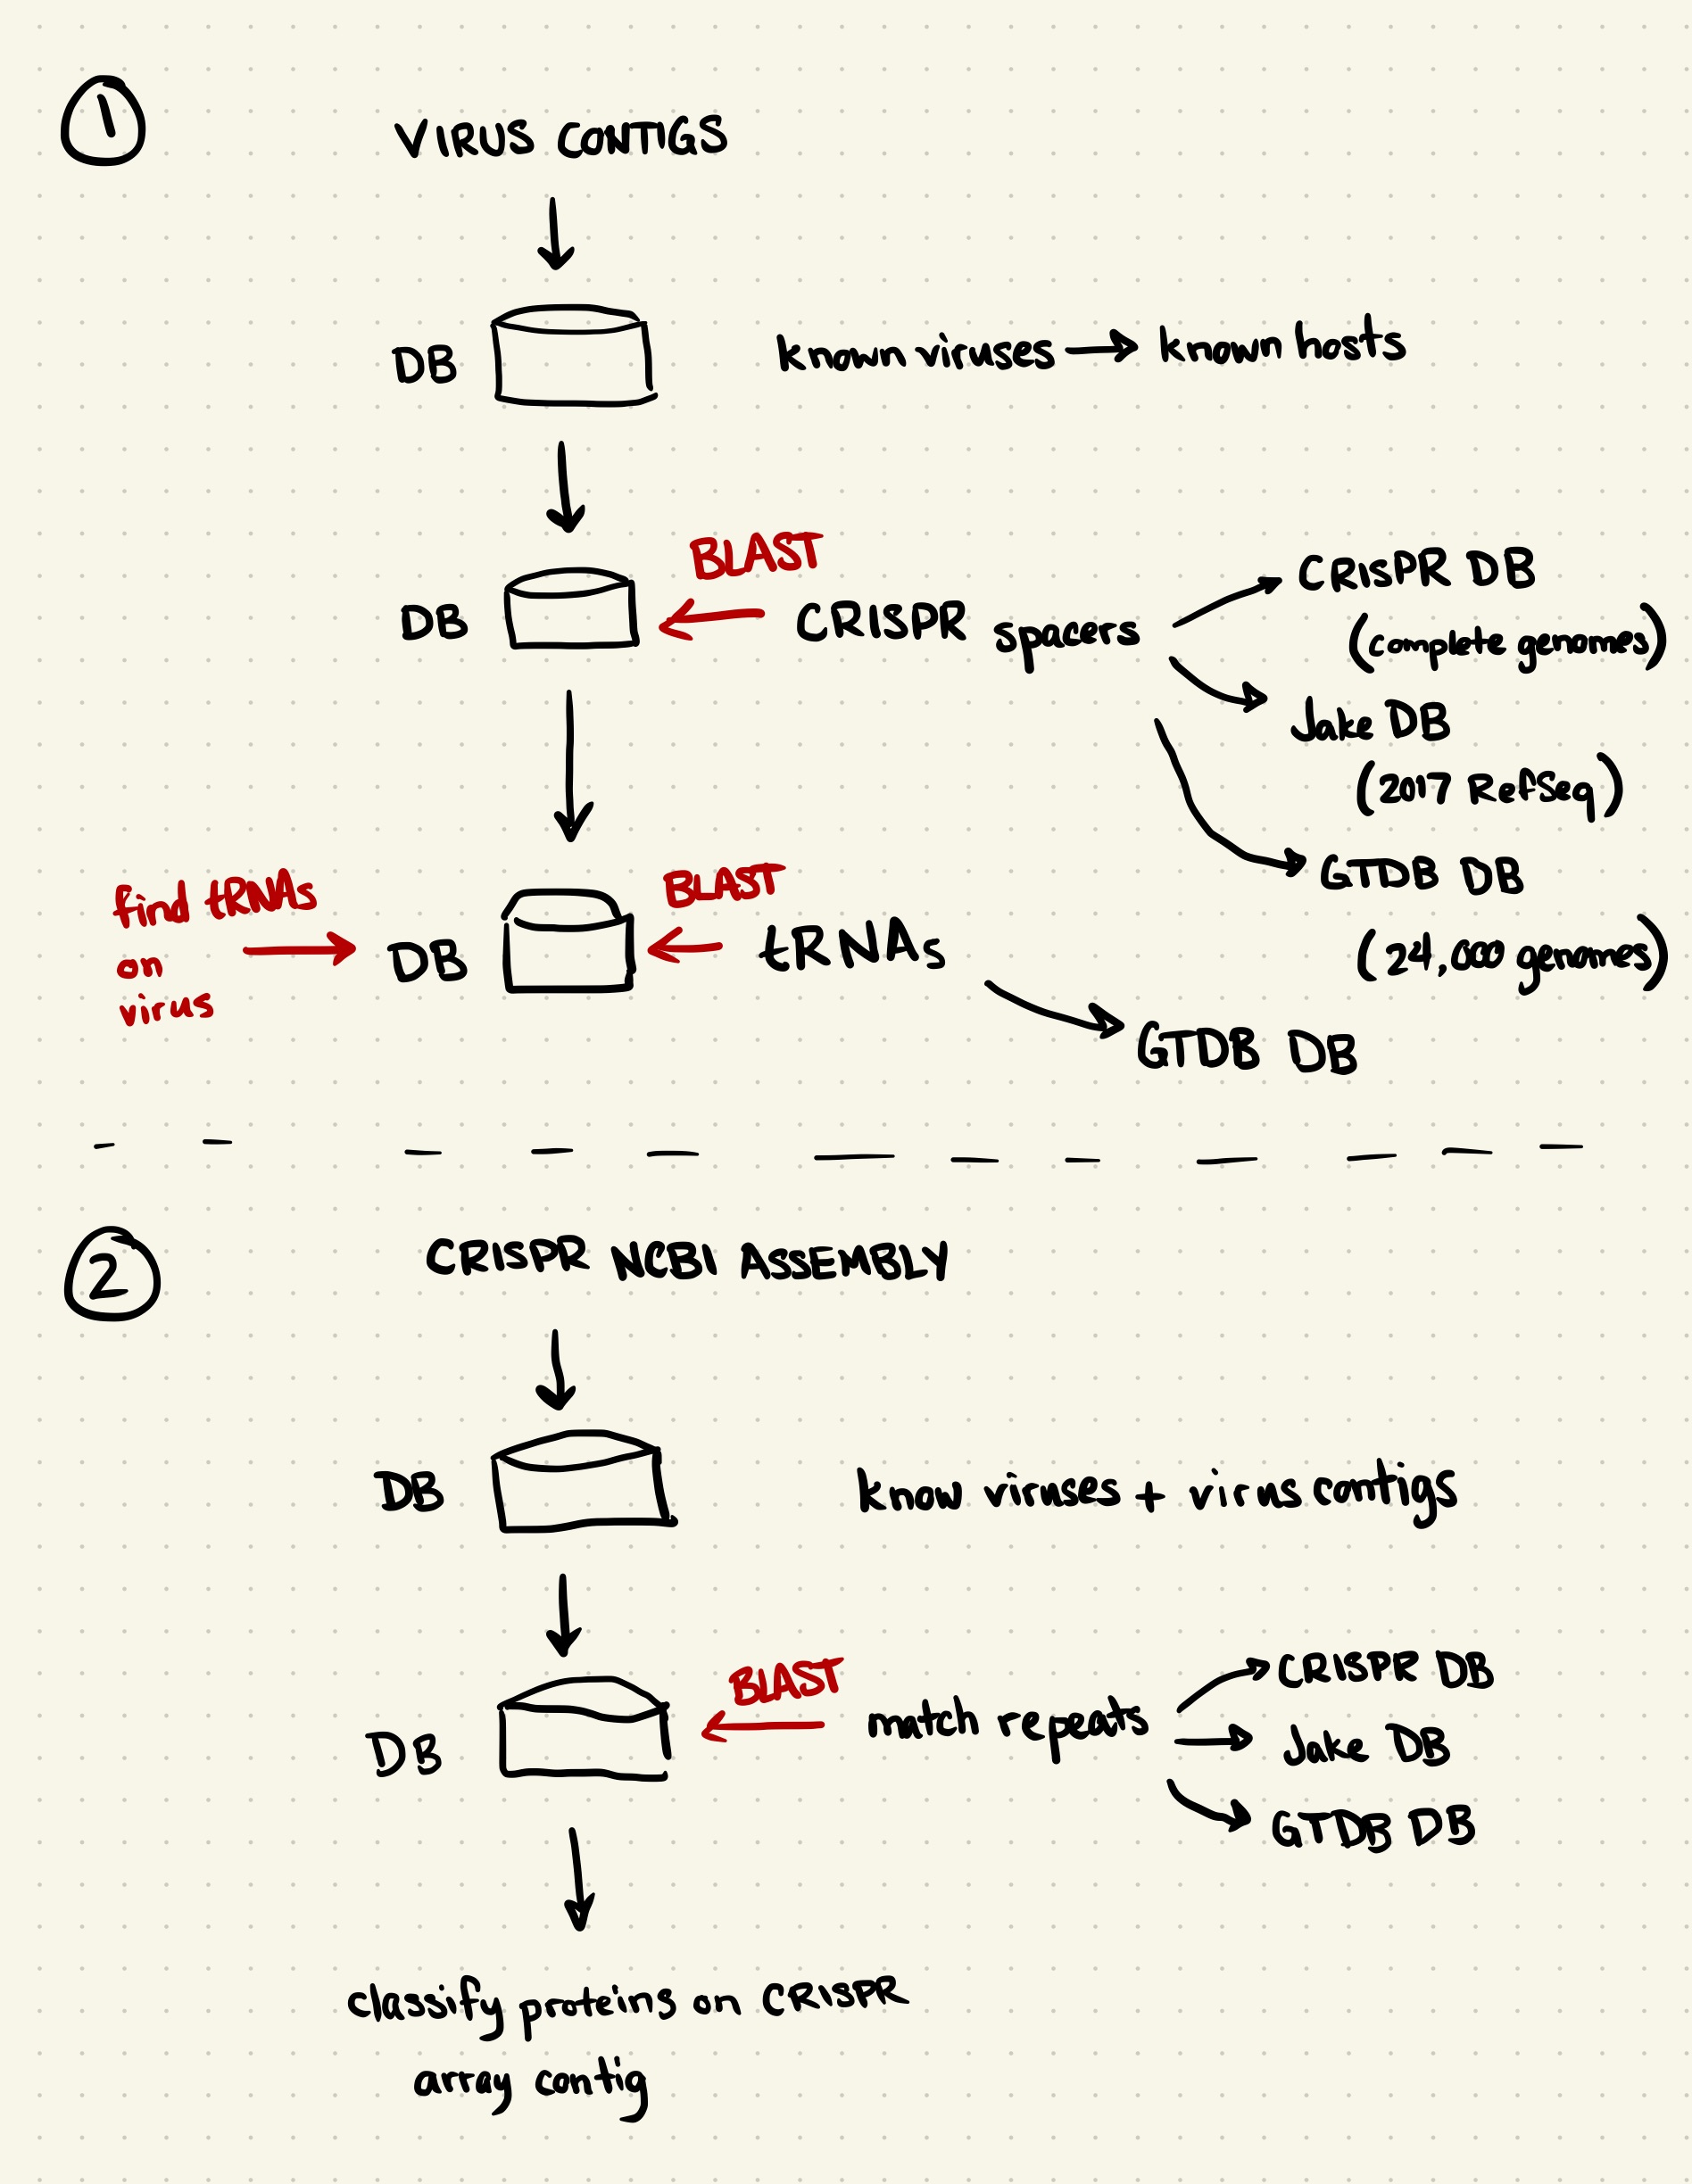 1
VIRUS CONTIGS
DB
known viruses → known hosts
DB
BLAST
CRISPR spacers
CRISPR DB
(complete genomes)
Jake DB
(2017 RefSeq)
GTDB DB
(24,000 genomes)
find tRNAs
on
virus
DB
BLAST
tRNAs
GTDB DB
2
CRISPR NCBI ASSEMBLY
DB
know viruses + virus contigs
DB
BLAST
match repeats
CRISPR DB
Jake DB
GTDB DB
classify proteins on CRISPR
array contig